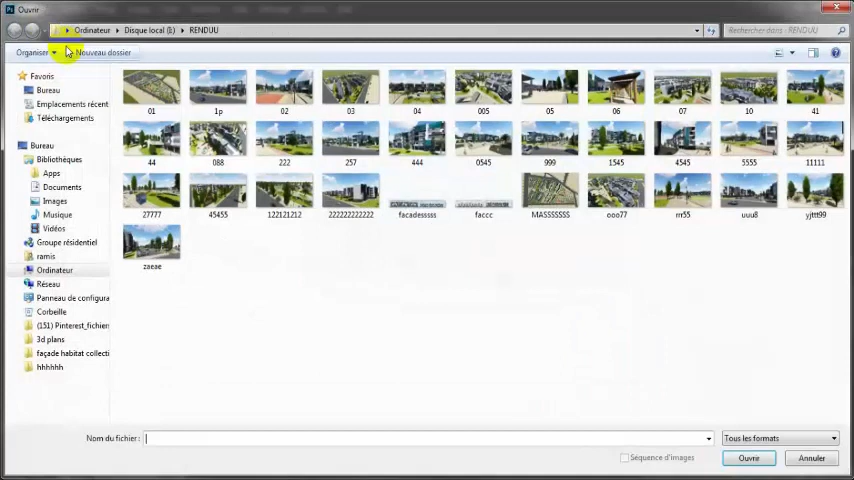 Ouvrir
Ordinateur Disque local (I:) RENDUU
Rechercher dans : RENDUU
Organiser Nouveau dossier
Favoris
Bureau
Emplacements récent
Téléchargements
Bureau
Bibliothèques
Apps
Documents
Images
Musique
Vidéos
Groupe résidentiel
ramis
Ordinateur
Réseau
Panneau de configura
Corbeille
(151) Pinterest_fichiers
3d plans
façade habitat collecti
hhhhhh
01 1p 02 03 04 005 05 06 07 10 41
44 088 222 257 444 0545 999 1545 4545 5555 11111
27777 45455 122121212 222222222222 facadesssss faccc MASSSSSSS ooo77 rrr55 uuu8 yjttt99
zaeae
Nom du fichier :
Tous les formats
Séquence d'images
Ouvrir Annuler